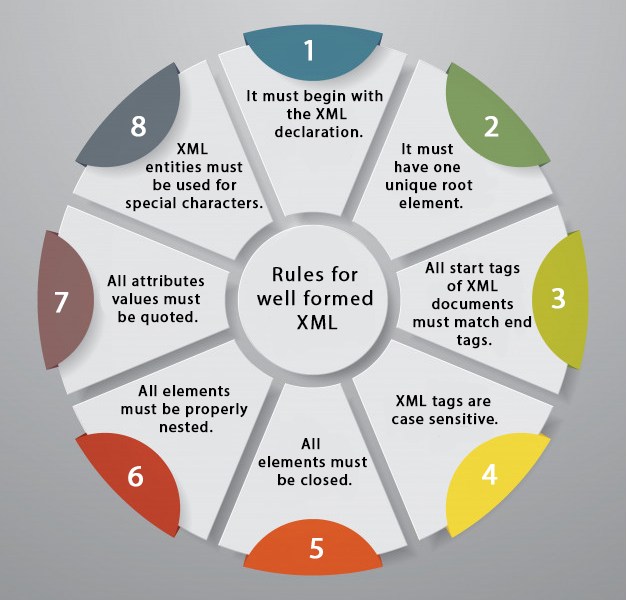 Rules for
well formed
XML
1
It must begin with
the XML
declaration.
2
It must
have one
unique root
element.
3
All start tags
of XML
documents
must match end
tags.
4
XML tags are
case sensitive.
5
All
elements must
be closed.
6
All elements
must be properly
nested.
7
All attributes
values must
be quoted.
8
XML
entities must
be used for
special characters.